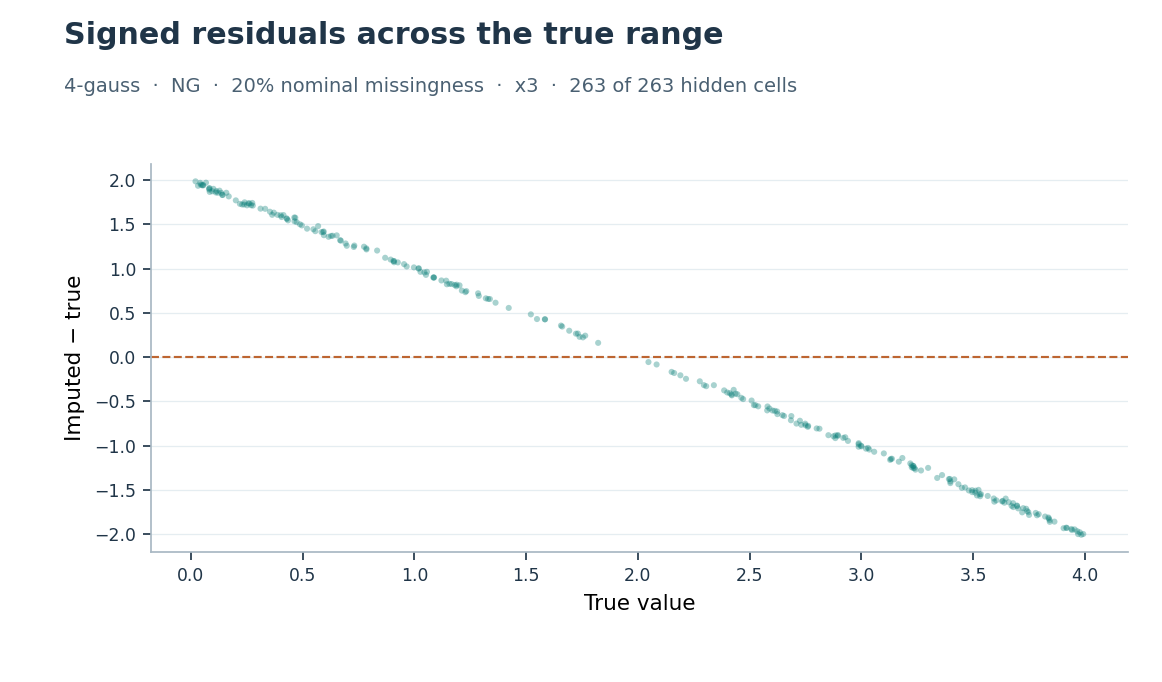 Signed residuals across the true range
4-gauss · NG · 20% nominal missingness · x3 · 263 of 263 hidden cells
2.0
1.5
1.0
0.5
0.0
−0.5
−1.0
−1.5
−2.0
Imputed − true
0.0 0.5 1.0 1.5 2.0 2.5 3.0 3.5 4.0
True value